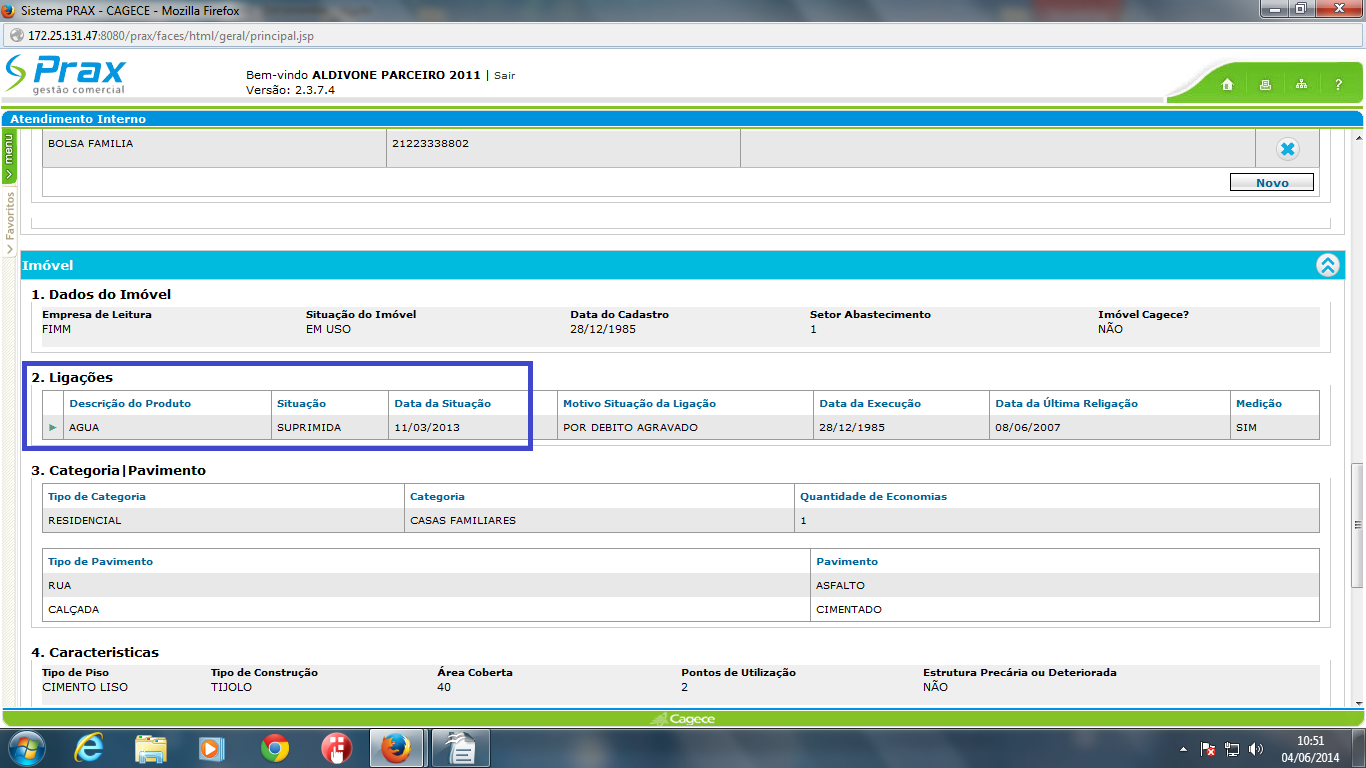 Sistema PRAX - CAGECE - Mozilla Firefox
172.25.131.47:8080/prax/faces/html/geral/principal.jsp
Prax
gestão comercial
Bem-vindo ALDIVONE PARCEIRO 2011 | Sair
Versão: 2.3.7.4
?
Atendimento Interno
menu
Favoritos
BOLSA FAMILIA 21223338802
Novo
Imóvel
1. Dados do Imóvel
Empresa de Leitura Situação do Imóvel Data do Cadastro Setor Abastecimento Imóvel Cagece?
FIMM EM USO 28/12/1985 1 NÃO
2. Ligações
Descrição do Produto Situação Data da Situação Motivo Situação da Ligação Data da Execução Data da Última Religação Medição
AGUA SUPRIMIDA 11/03/2013 POR DEBITO AGRAVADO 28/12/1985 08/06/2007 SIM
3. Categoria|Pavimento
Tipo de Categoria Categoria Quantidade de Economias
RESIDENCIAL CASAS FAMILIARES 1
Tipo de Pavimento Pavimento
RUA ASFALTO
CALÇADA CIMENTADO
4. Caracteristicas
Tipo de Piso Tipo de Construção Área Coberta Pontos de Utilização Estrutura Precária ou Deteriorada
CIMENTO LISO TIJOLO 40 2 NÃO
Cagece
10:51
04/06/2014